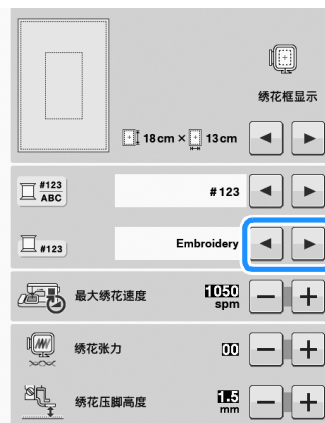 绣花框显示
18cm × 13cm
#123
ABC
#123
#123
Embroidery
最大绣花速度
1050
spm
绣花张力
00
绣花压脚高度
1.5
mm